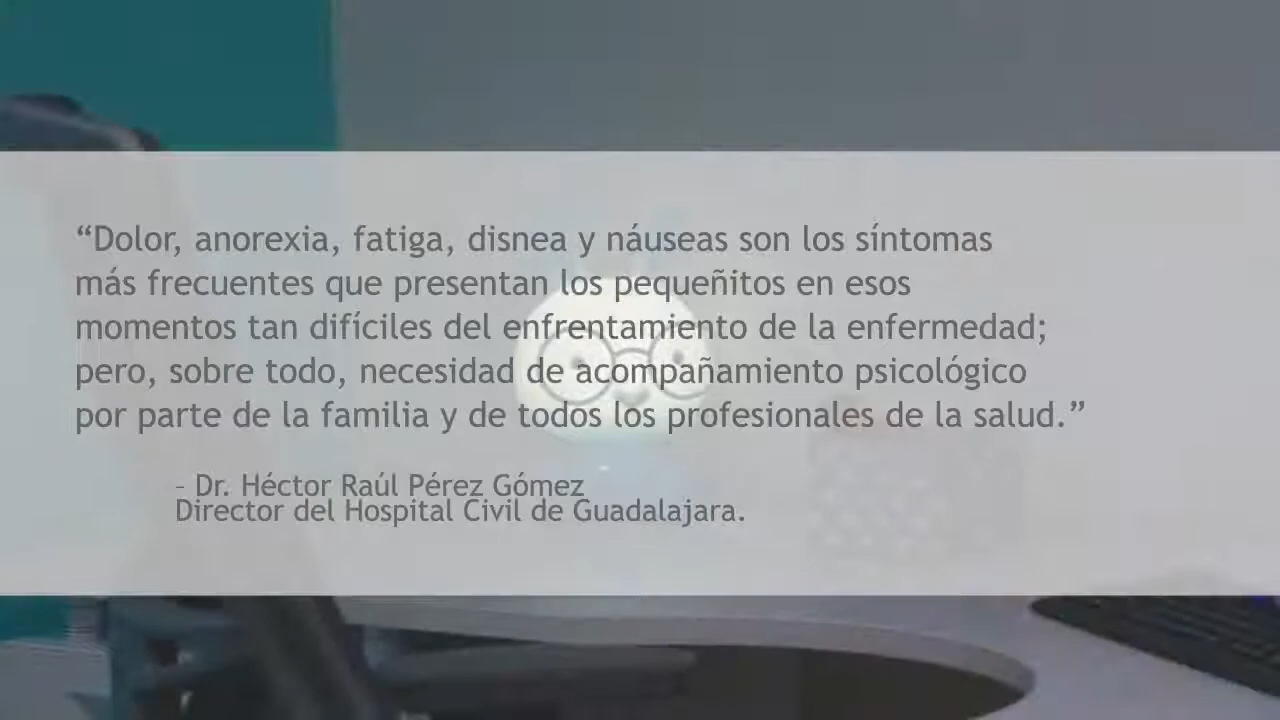 “Dolor, anorexia, fatiga, disnea y náuseas son los síntomas
más frecuentes que presentan los pequeñitos en esos
momentos tan difíciles del enfrentamiento de la enfermedad;
pero, sobre todo, necesidad de acompañamiento psicológico
por parte de la familia y de todos los profesionales de la salud.”
– Dr. Héctor Raúl Pérez Gómez
Director del Hospital Civil de Guadalajara.